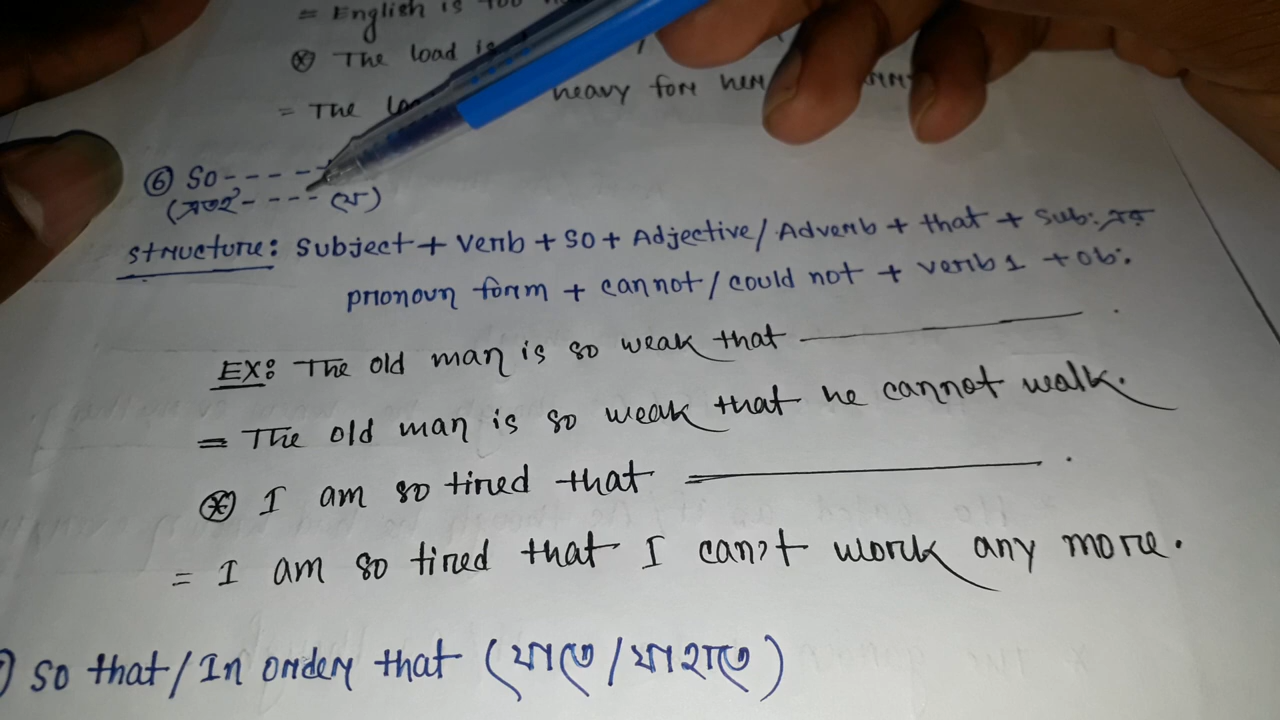 = English is too
⊛ The load is
= The heavy for her
⑥ So-----
(এতই---- যে)
Structure: Subject + Verb + so + Adjective/Adverb + that + sub: এর
pronoun form + cannot/could not + verb 1 + ob:
EX: The old man is so weak that ———.
= The old man is so weak that he cannot walk.
⊛ I am so tired that ———.
= I am so tired that I can't work any more.
) So that/In order that (যাতে/যাহাতে)